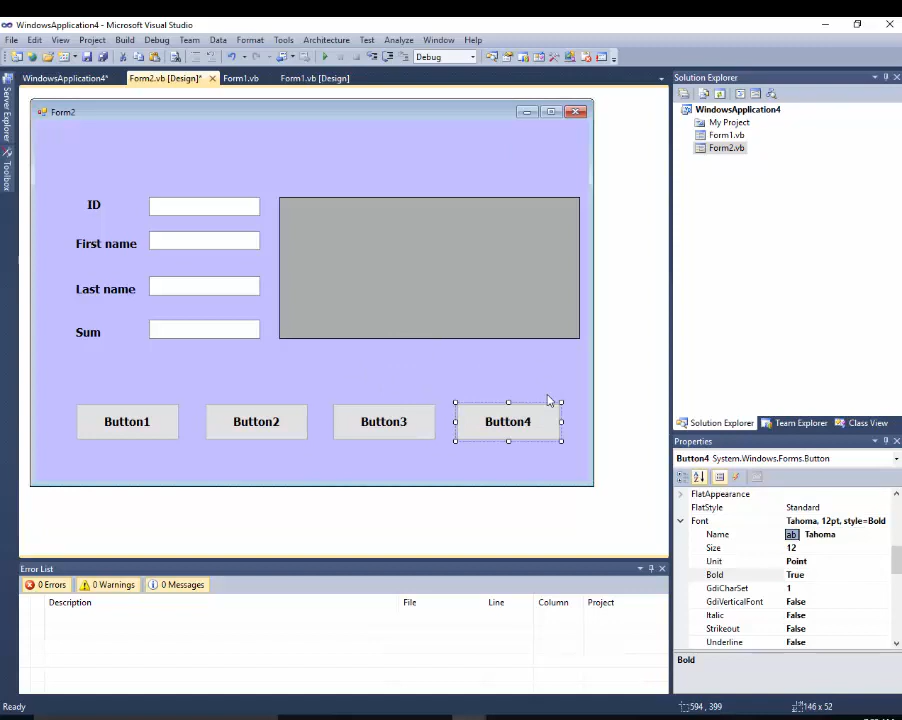 WindowsApplication4 - Microsoft Visual Studio
File Edit View Project Build Debug Team Data Format Tools Architecture Test Analyze Window Help
Debug
WindowsApplication4* Form2.vb [Design]* Form1.vb Form1.vb [Design]
Server Explorer
Toolbox
Form2
ID
First name
Last name
Sum
Button1 Button2 Button3 Button4
Solution Explorer
WindowsApplication4
My Project
Form1.vb
Form2.vb
Solution Explorer Team Explorer Class View
Properties
Button4 System.Windows.Forms.Button
FlatAppearance
FlatStyle Standard
Font Tahoma, 12pt, style=Bold
Name ab Tahoma
Size 12
Unit Point
Bold True
GdiCharSet 1
GdiVerticalFont False
Italic False
Strikeout False
Underline False
Bold
Error List
0 Errors 0 Warnings 0 Messages
Description File Line Column Project
Ready 594 , 399 146 x 52